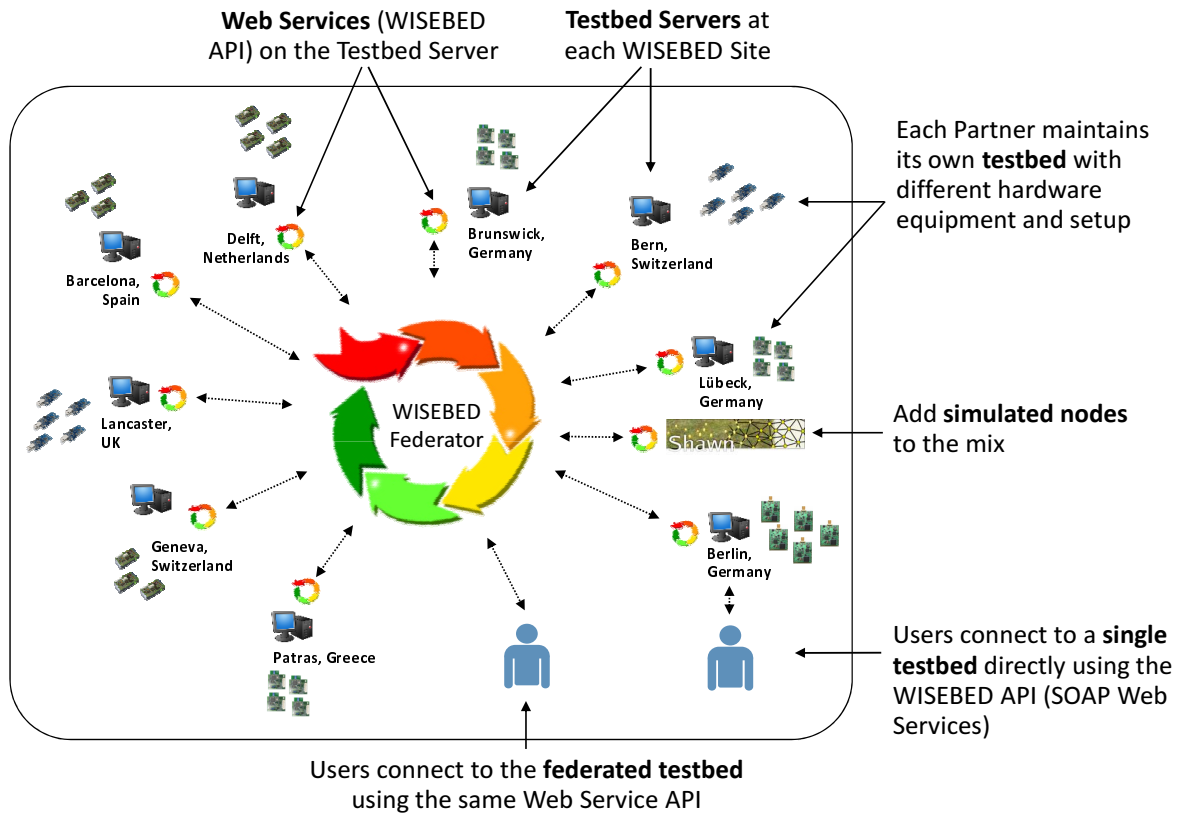 Web Services (WISEBED
API) on the Testbed Server
Testbed Servers at
each WISEBED Site
Each Partner maintains
its own testbed with
different hardware
equipment and setup
Delft,
Netherlands
Brunswick,
Germany
Bern,
Switzerland
Barcelona,
Spain
Lübeck,
Germany
WISEBED
Federator
Lancaster,
UK
Shawn
Add simulated nodes
to the mix
Geneva,
Switzerland
Berlin,
Germany
Patras, Greece
Users connect to a single
testbed directly using the
WISEBED API (SOAP Web
Services)
Users connect to the federated testbed
using the same Web Service API